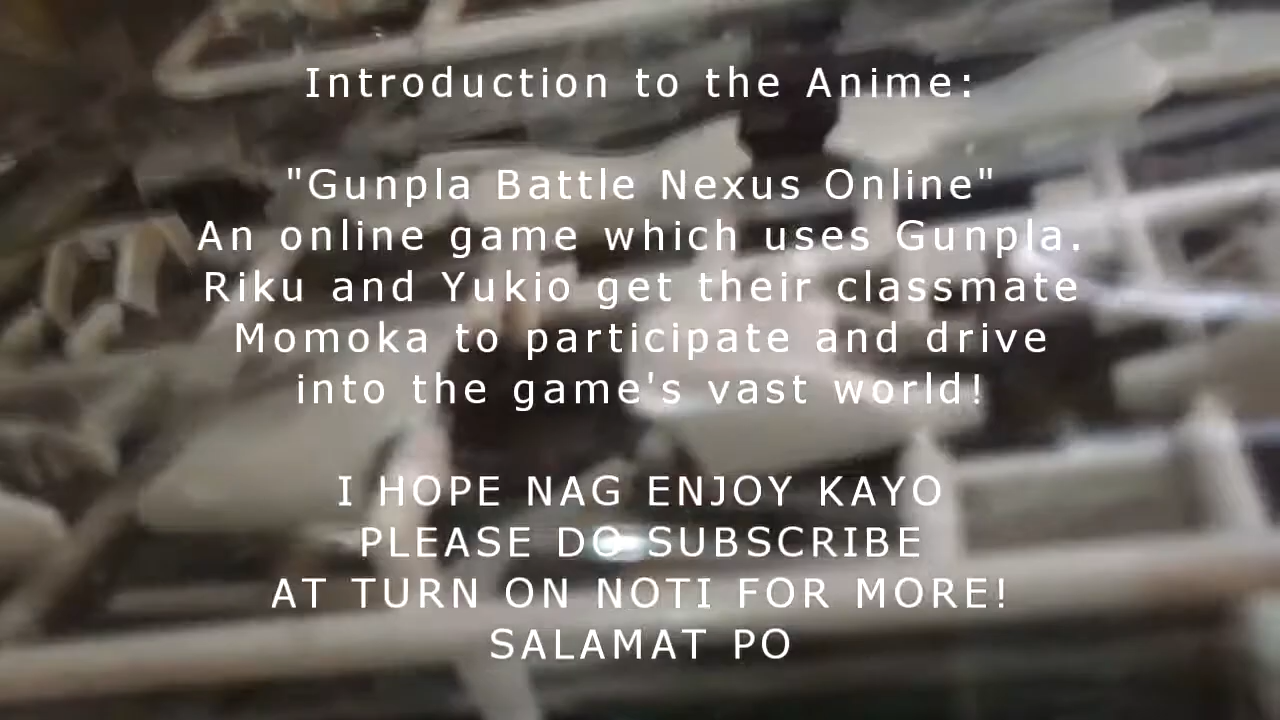 Introduction to the Anime:
"Gunpla Battle Nexus Online"
An online game which uses Gunpla.
Riku and Yukio get their classmate
Momoka to participate and drive
into the game's vast world!
I HOPE NAG ENJOY KAYO
PLEASE DO SUBSCRIBE
AT TURN ON NOTI FOR MORE!
SALAMAT PO